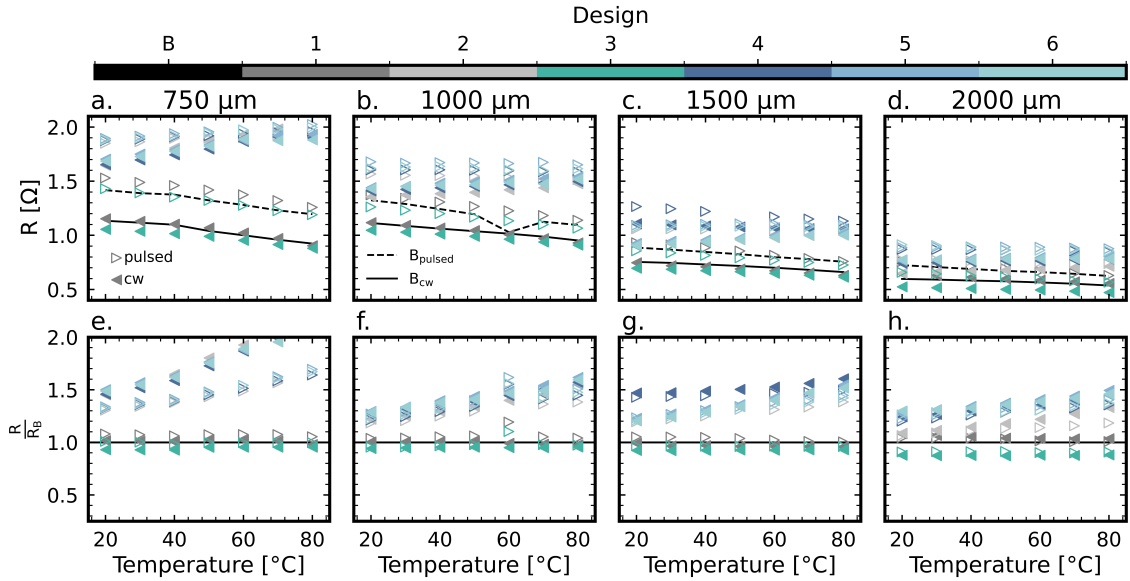 Design
B 1 2 3 4 5 6
a. 750 μm b. 1000 μm c. 1500 μm d. 2000 μm
R [Ω]
2.0
1.5
1.0
0.5
pulsed
cw
B_pulsed
B_cw
e. f. g. h.
R/R_B
2.0
1.5
1.0
0.5
20 40 60 80 20 40 60 80 20 40 60 80 20 40 60 80
Temperature [°C] Temperature [°C] Temperature [°C] Temperature [°C]